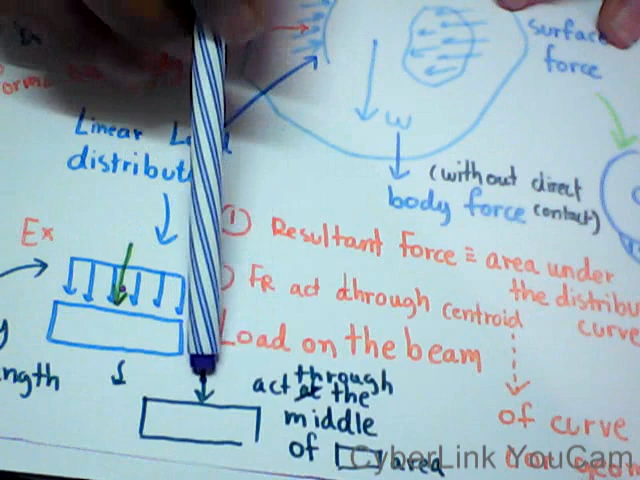 surface
force
w
Linear
distribut
(without direct
body force contact)
Ex
① Resultant force ≡ area under
the distribu
curve
FR act through centroid
Load on the beam
of curve
ngth
act through
the
middle
of area
CyberLink YouCam